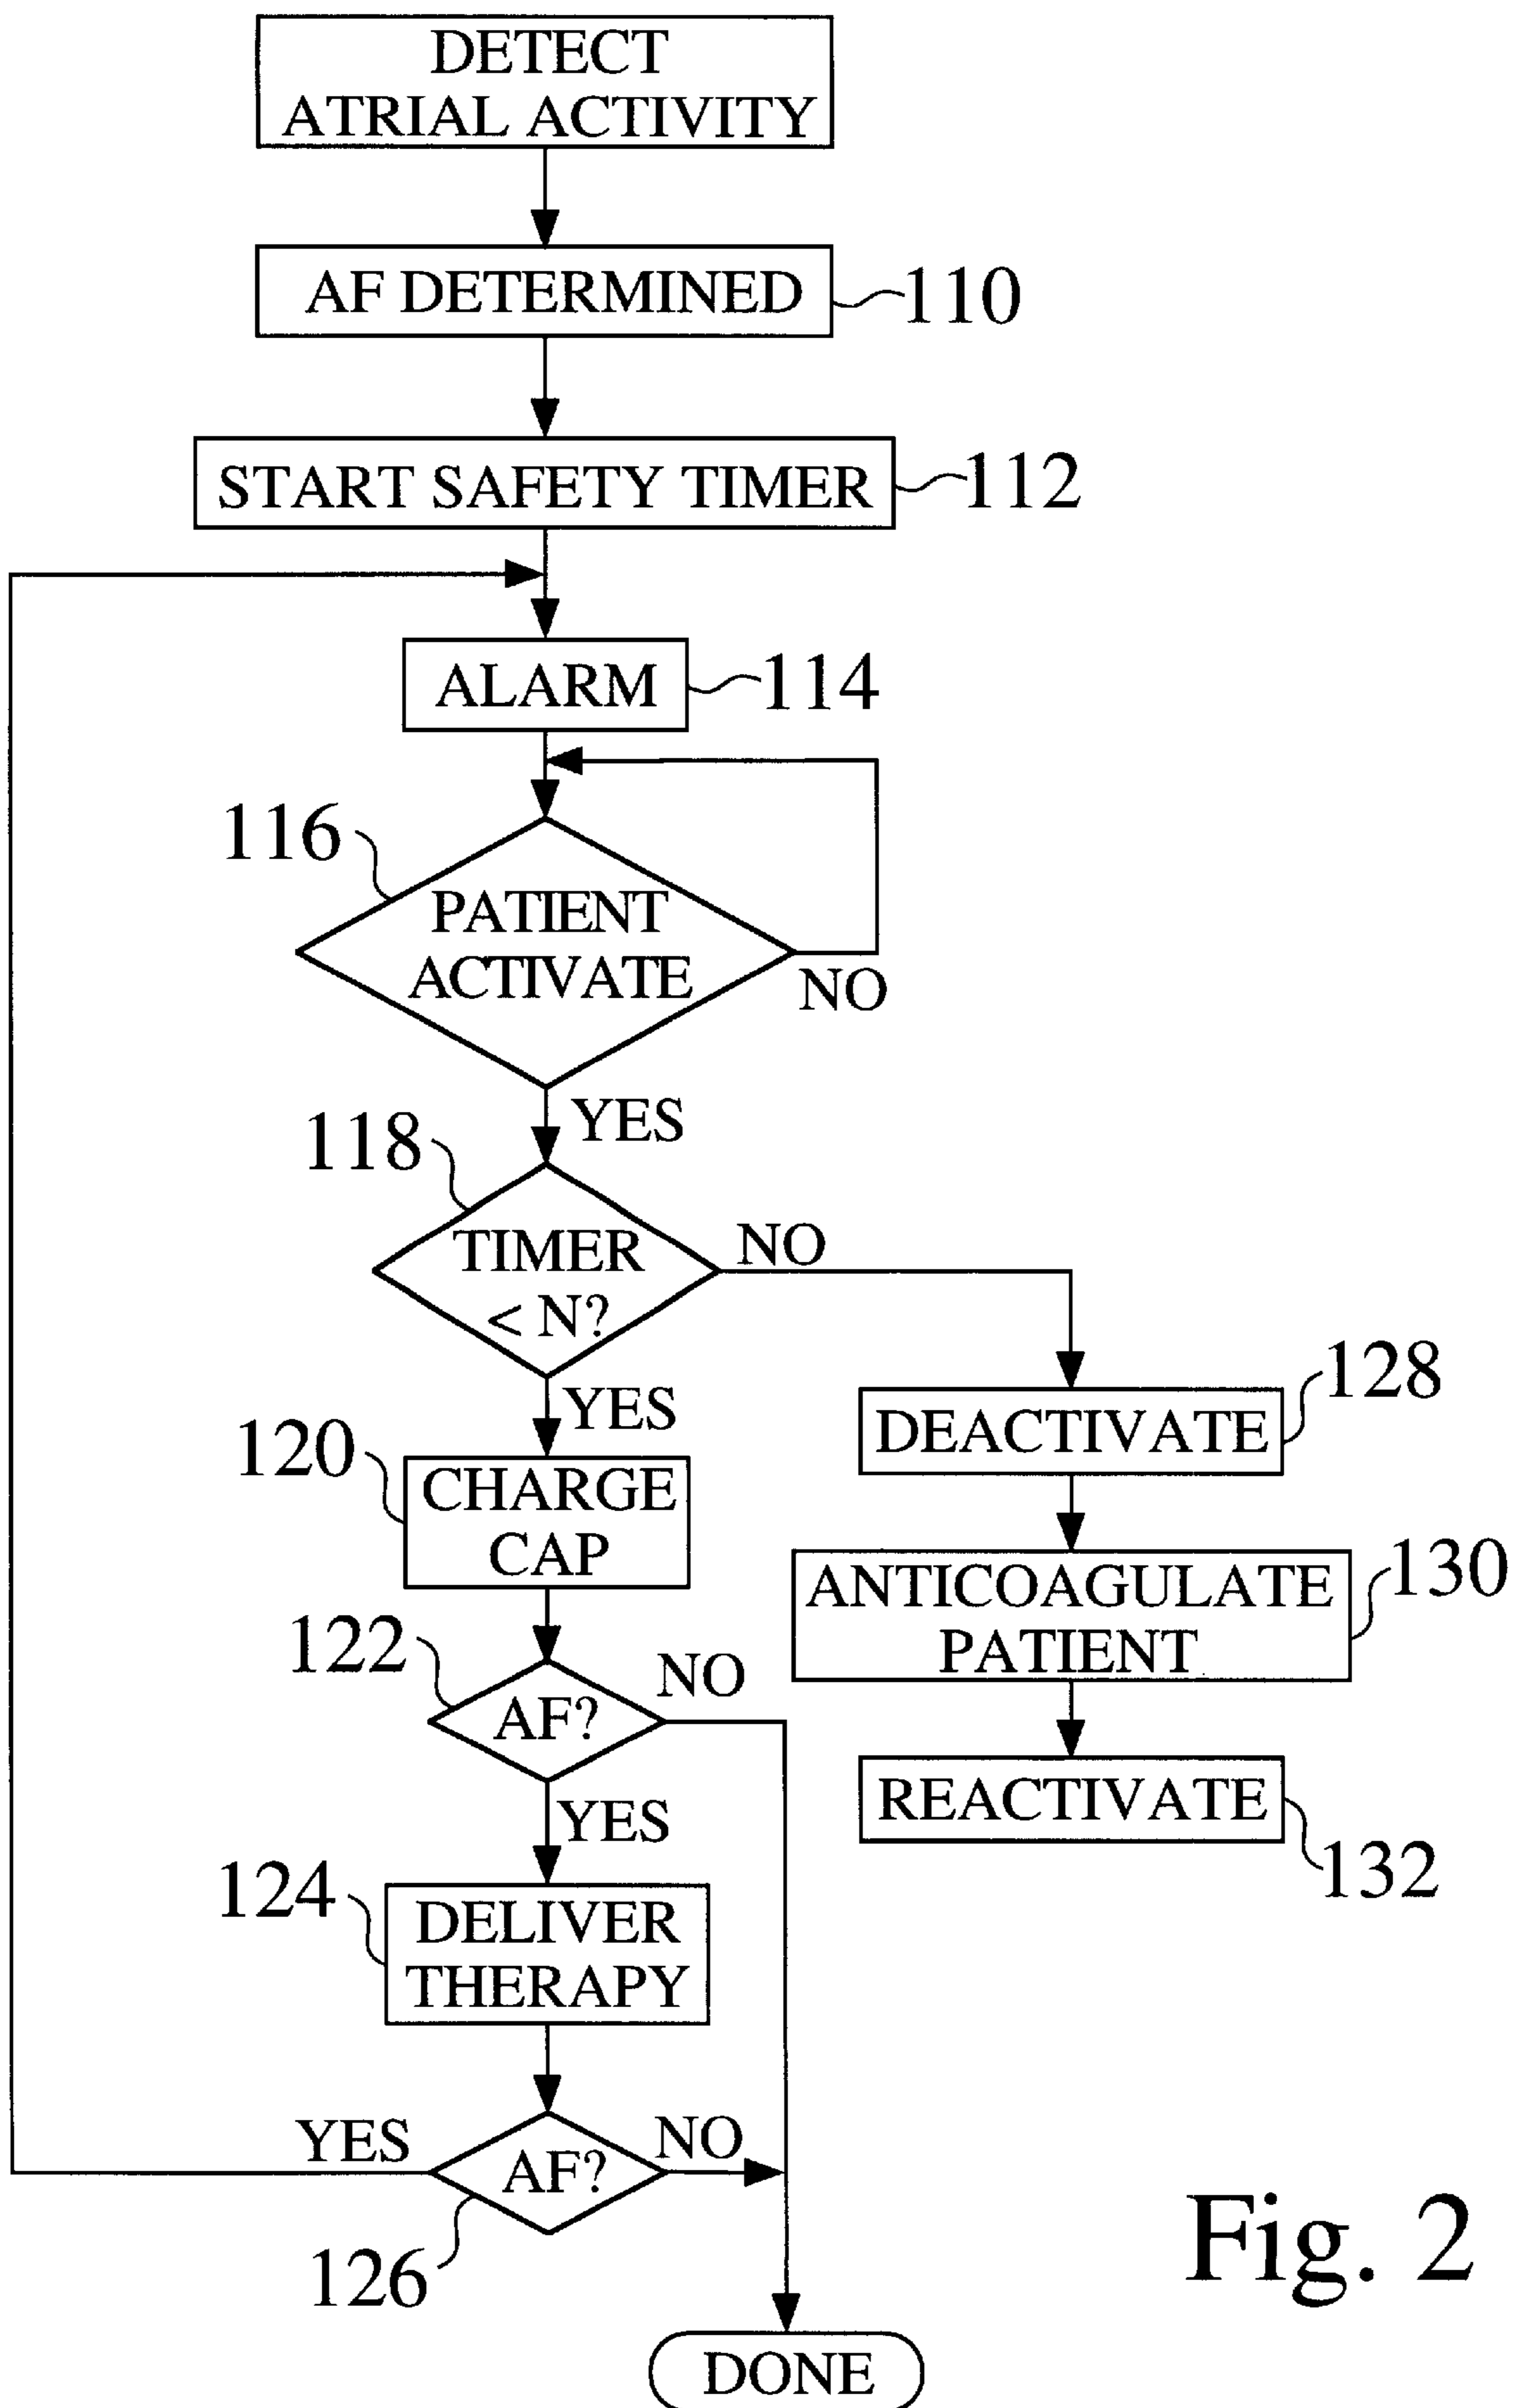 DETECT
ATRIAL ACTIVITY
AF DETERMINED
110
START SAFETY TIMER
112
ALARM
114
116
PATIENT
ACTIVATE
NO
YES
118
TIMER
< N?
NO
YES
128
DEACTIVATE
120
CHARGE
CAP
130
ANTICOAGULATE
PATIENT
122
AF?
NO
YES
REACTIVATE
132
124
DELIVER
THERAPY
YES
AF?
NO
126
Fig. 2
DONE